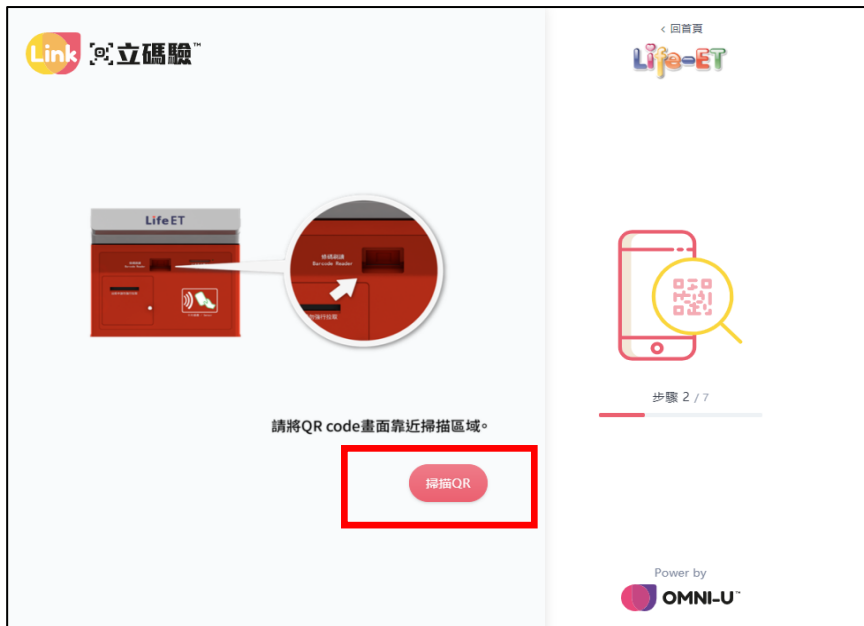 Link 立碼驗™
Life ET
條碼刷讀
Barcode Reader
請將QR code畫面靠近掃描區域。
掃描QR
< 回首頁
Life-ET
步驟 2 / 7
Power by
OMNI-U™